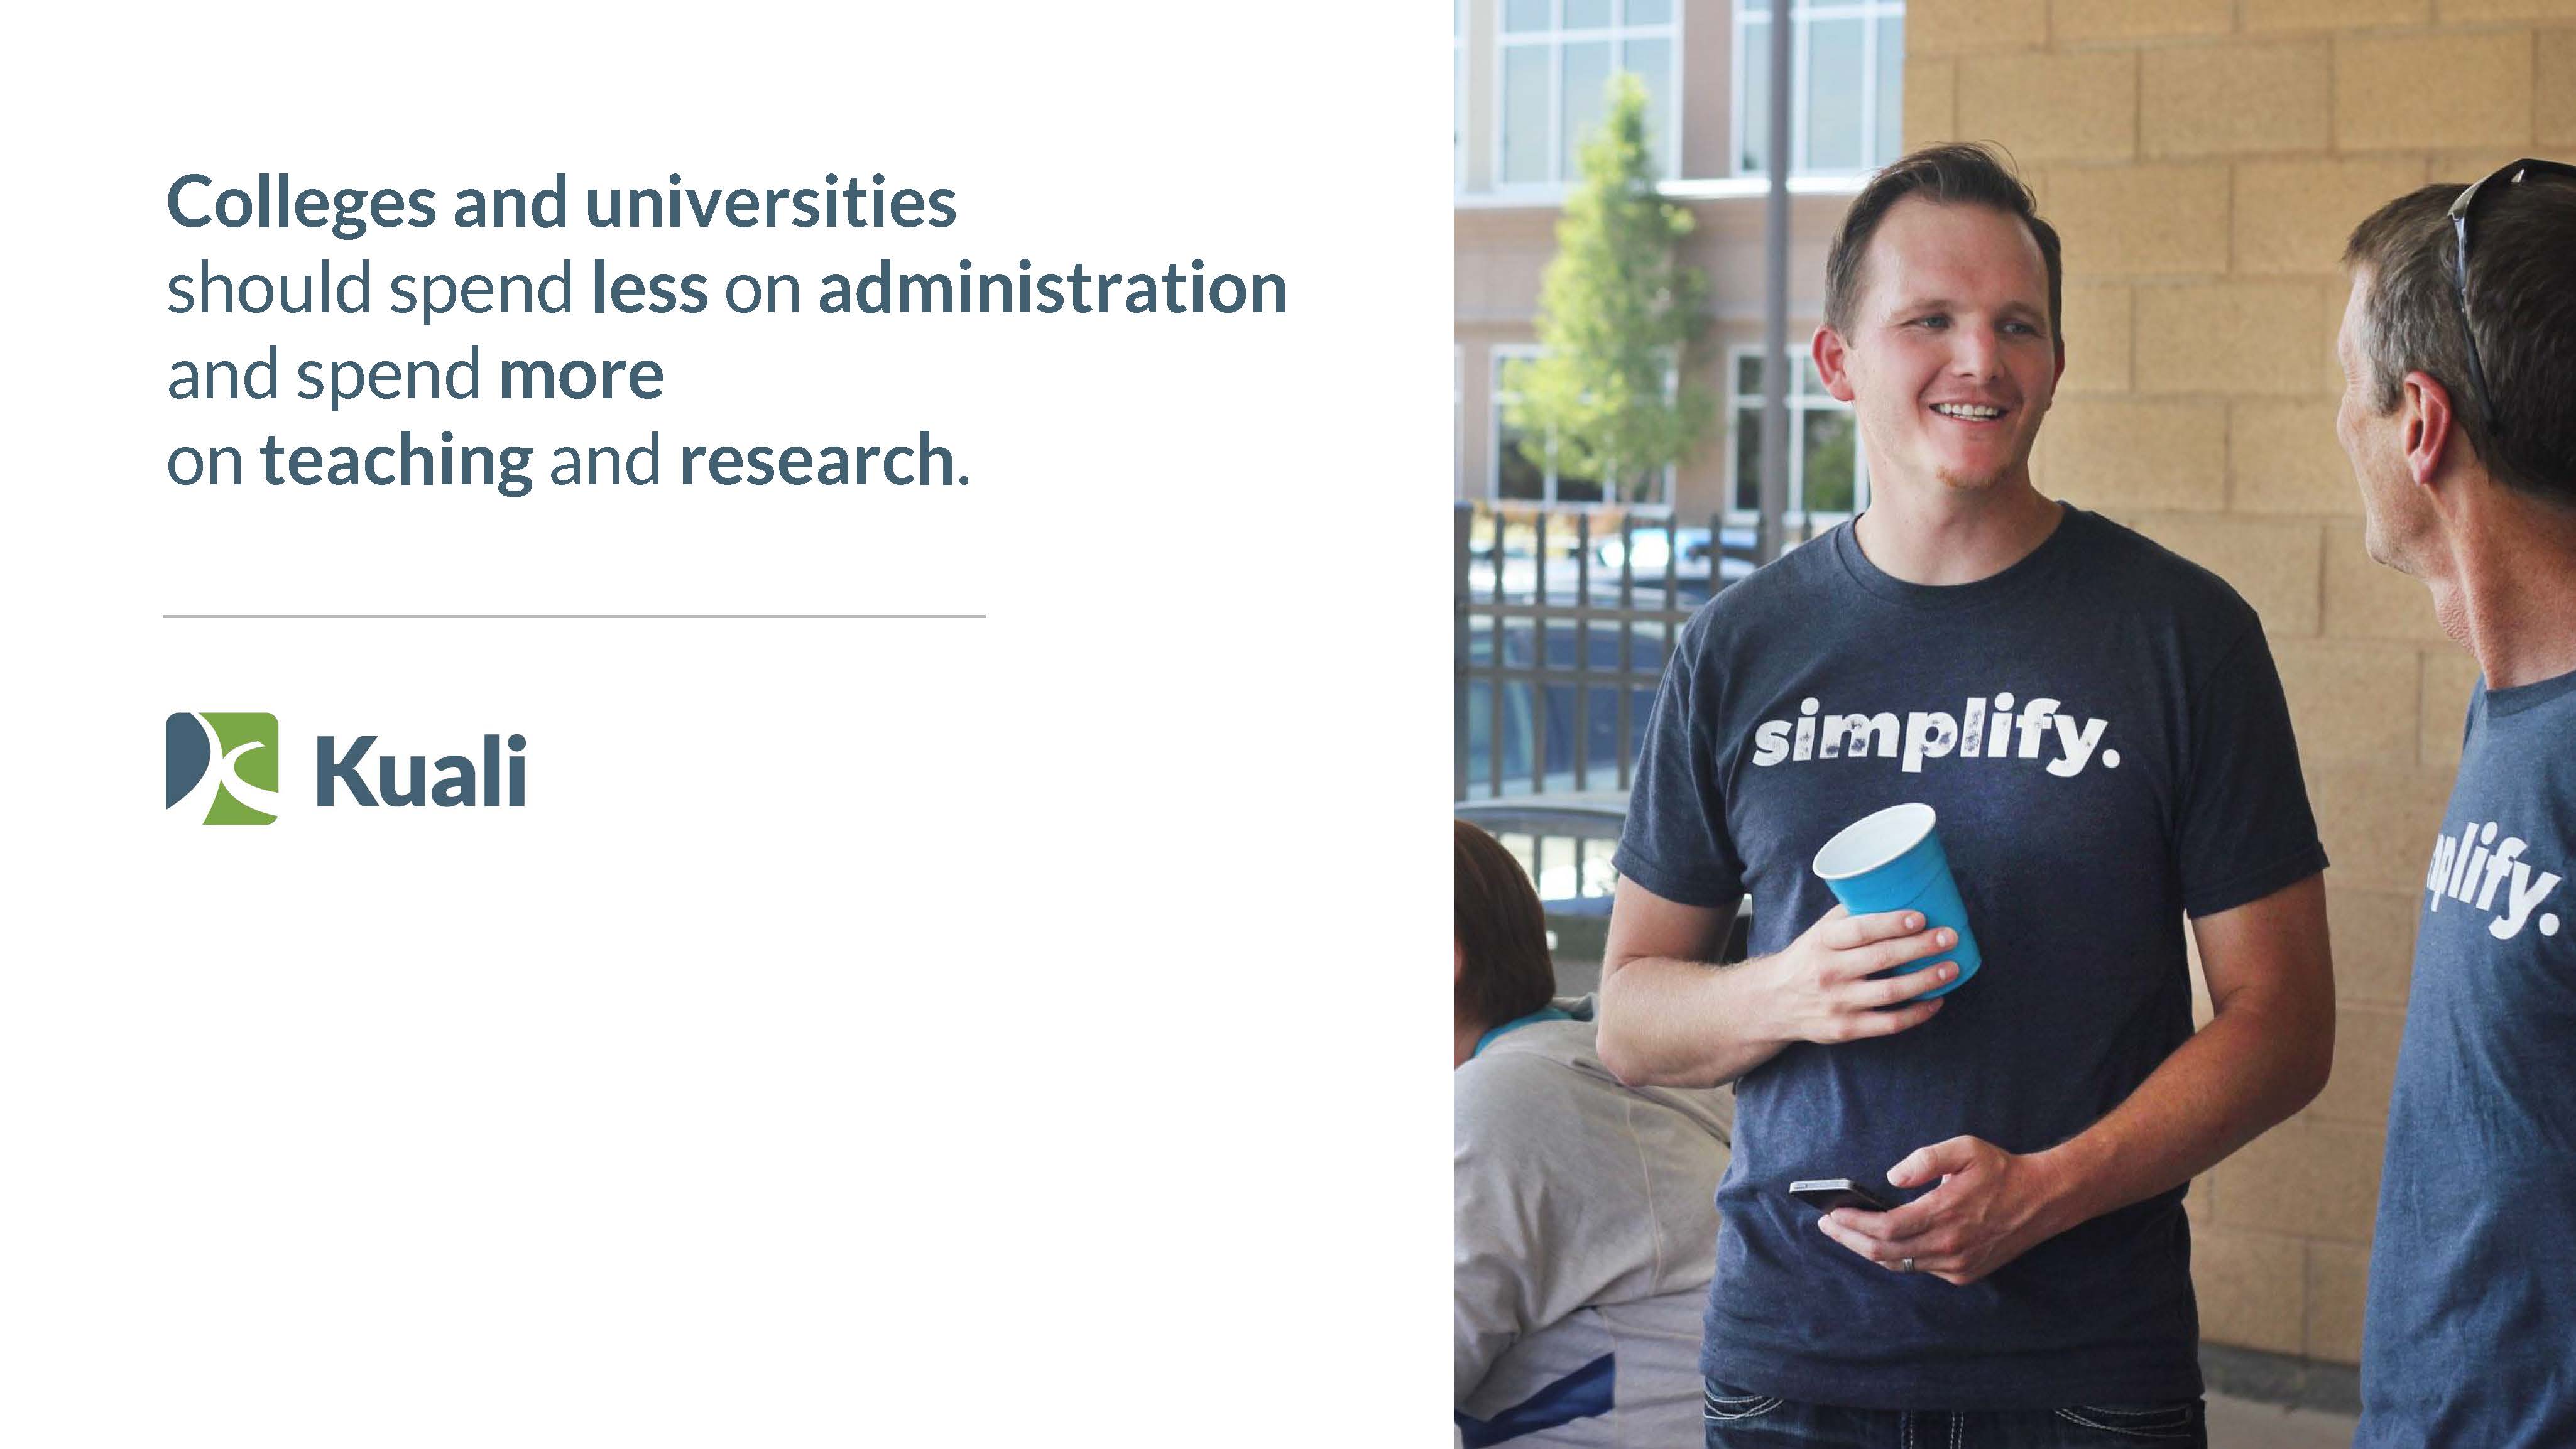 Colleges and universities
should spend less on administration
and spend more
on teaching and research.
Kuali
simplify.
plify.